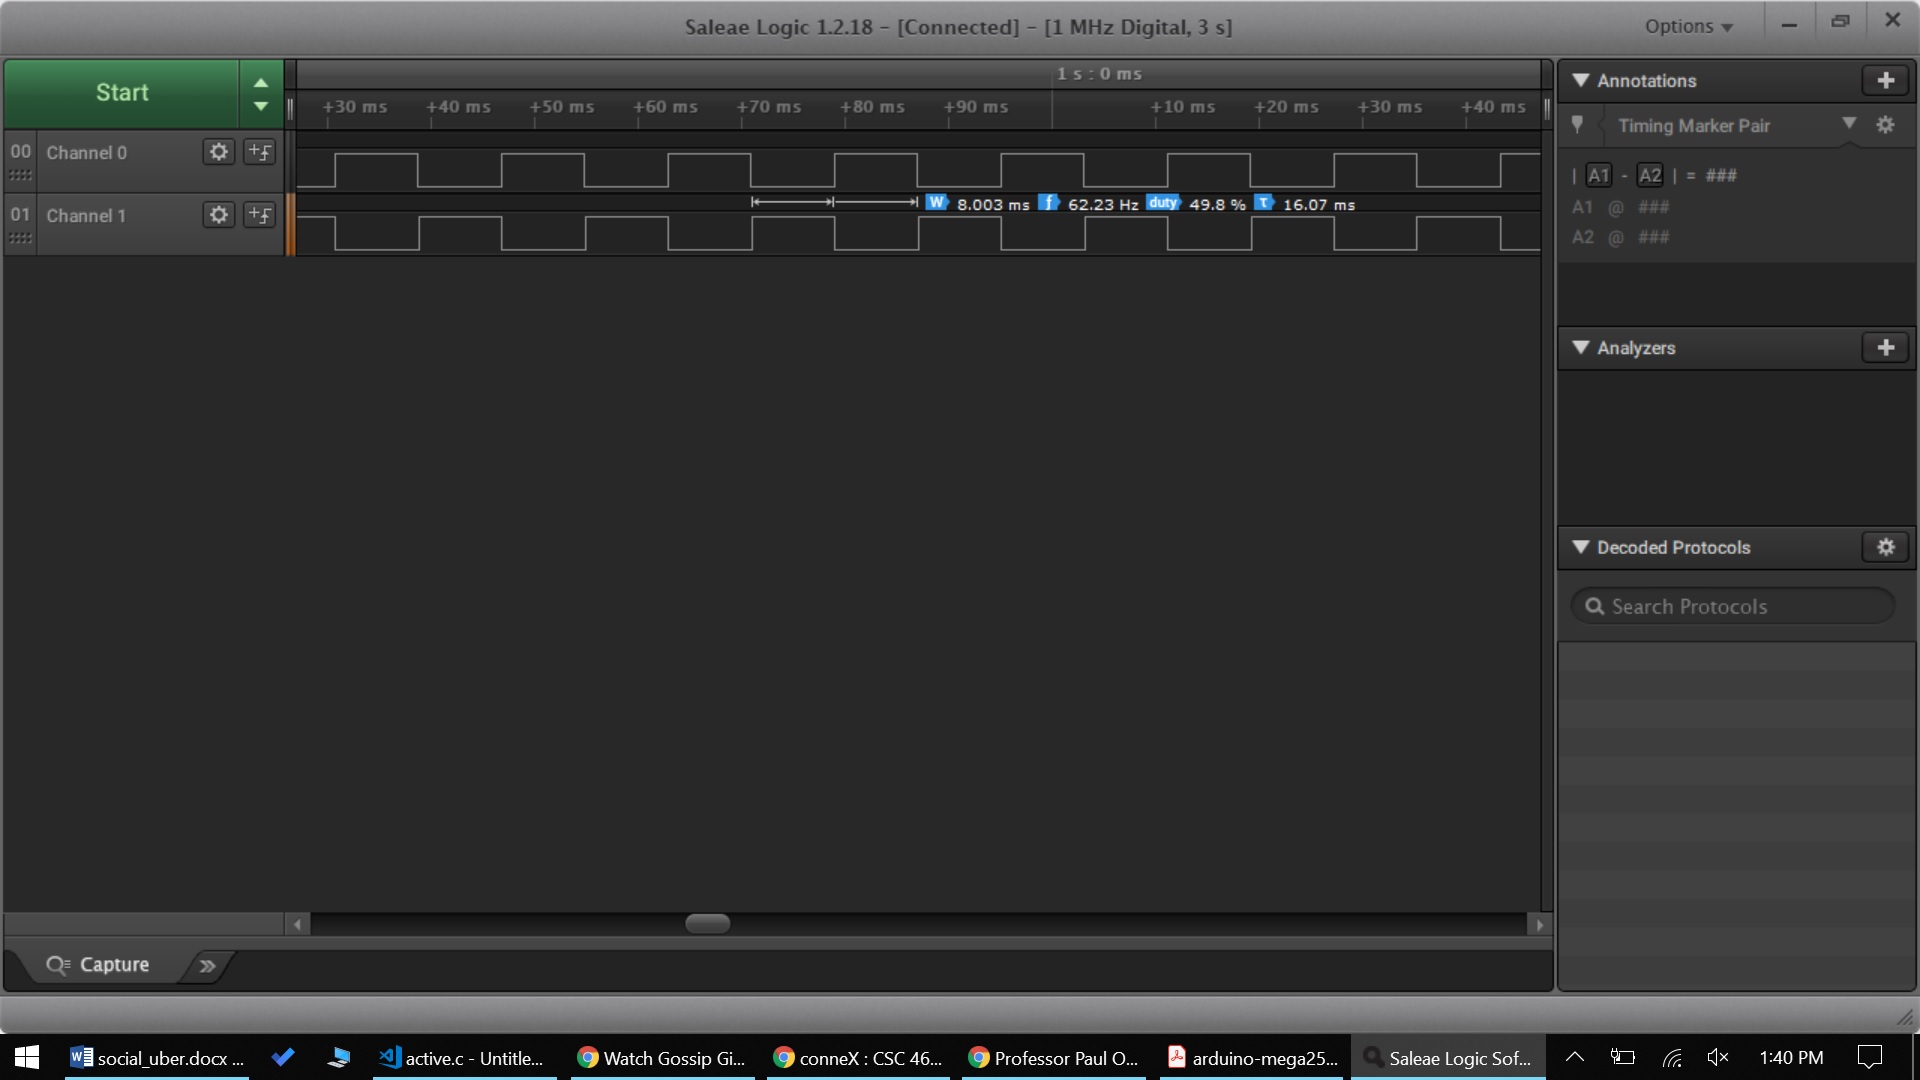 Saleae Logic 1.2.18 - [Connected] - [1 MHz Digital, 3 s]
Options
Start
1 s : 0 ms
+30 ms +40 ms +50 ms +60 ms +70 ms +80 ms +90 ms +10 ms +20 ms +30 ms +40 ms
00 Channel 0
01 Channel 1
W 8.003 ms f 62.23 Hz duty 49.8 % T 16.07 ms
Annotations
Timing Marker Pair
| A1 - A2 | = ###
A1 @ ###
A2 @ ###
Analyzers
Decoded Protocols
Search Protocols
Capture
social_uber.docx ...
active.c - Untitle...
Watch Gossip Gi...
conneX : CSC 46...
Professor Paul O...
arduino-mega25...
Saleae Logic Sof...
1:40 PM